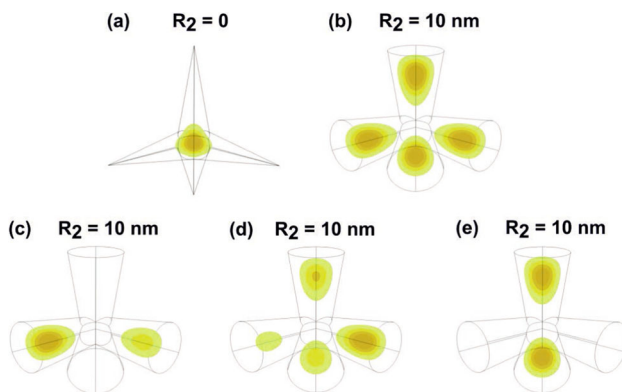 (a) R2 = 0
(b) R2 = 10 nm
(c) R2 = 10 nm
(d) R2 = 10 nm
(e) R2 = 10 nm